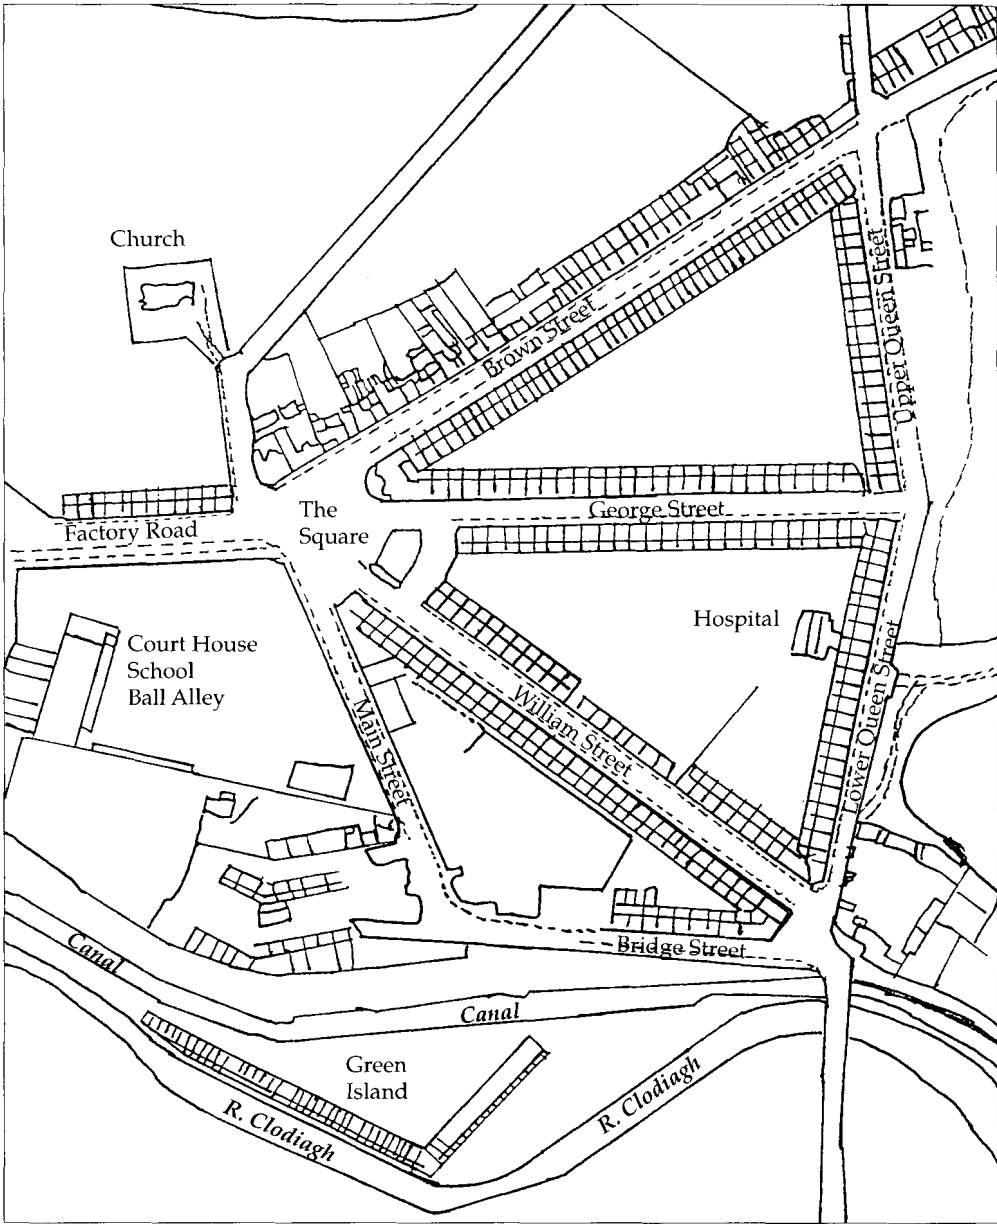 Church
Brown Street
Upper Queen Street
The
Square
George Street
Factory Road
Hospital
Court House
School
Ball Alley
William Street
Main Street
Lower Queen Street
Bridge Street
Canal
Canal
Green
Island
R. Clodiagh
R. Clodiagh